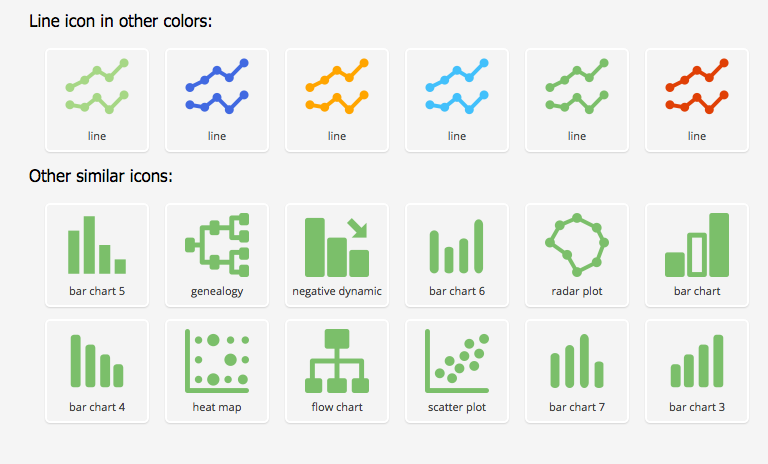 Line icon in other colors:
line line line line line line
Other similar icons:
bar chart 5 genealogy negative dynamic bar chart 6 radar plot bar chart
bar chart 4 heat map flow chart scatter plot bar chart 7 bar chart 3